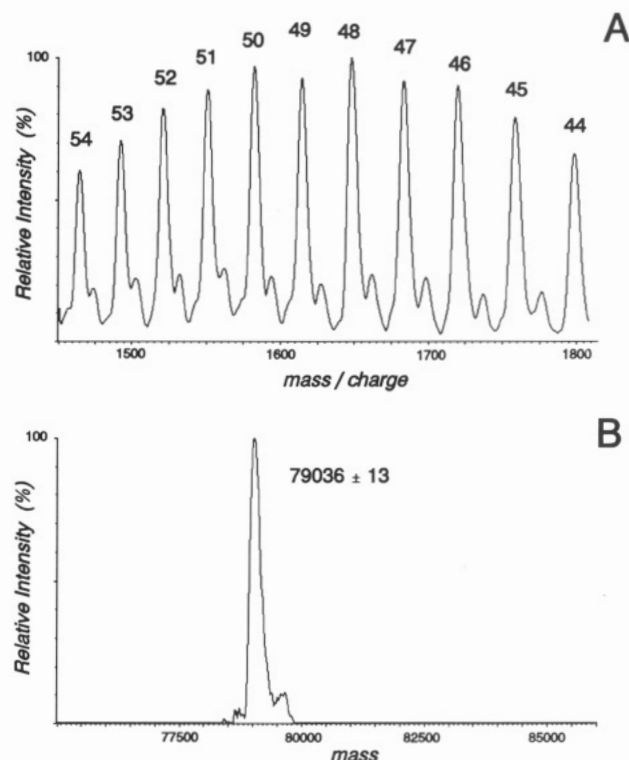 A
54 53 52 51 50 49 48 47 46 45 44
100
Relative Intensity (%)
1500 1600 1700 1800
mass / charge
B
100
79036 ± 13
Relative Intensity (%)
77500 80000 82500 85000
mass